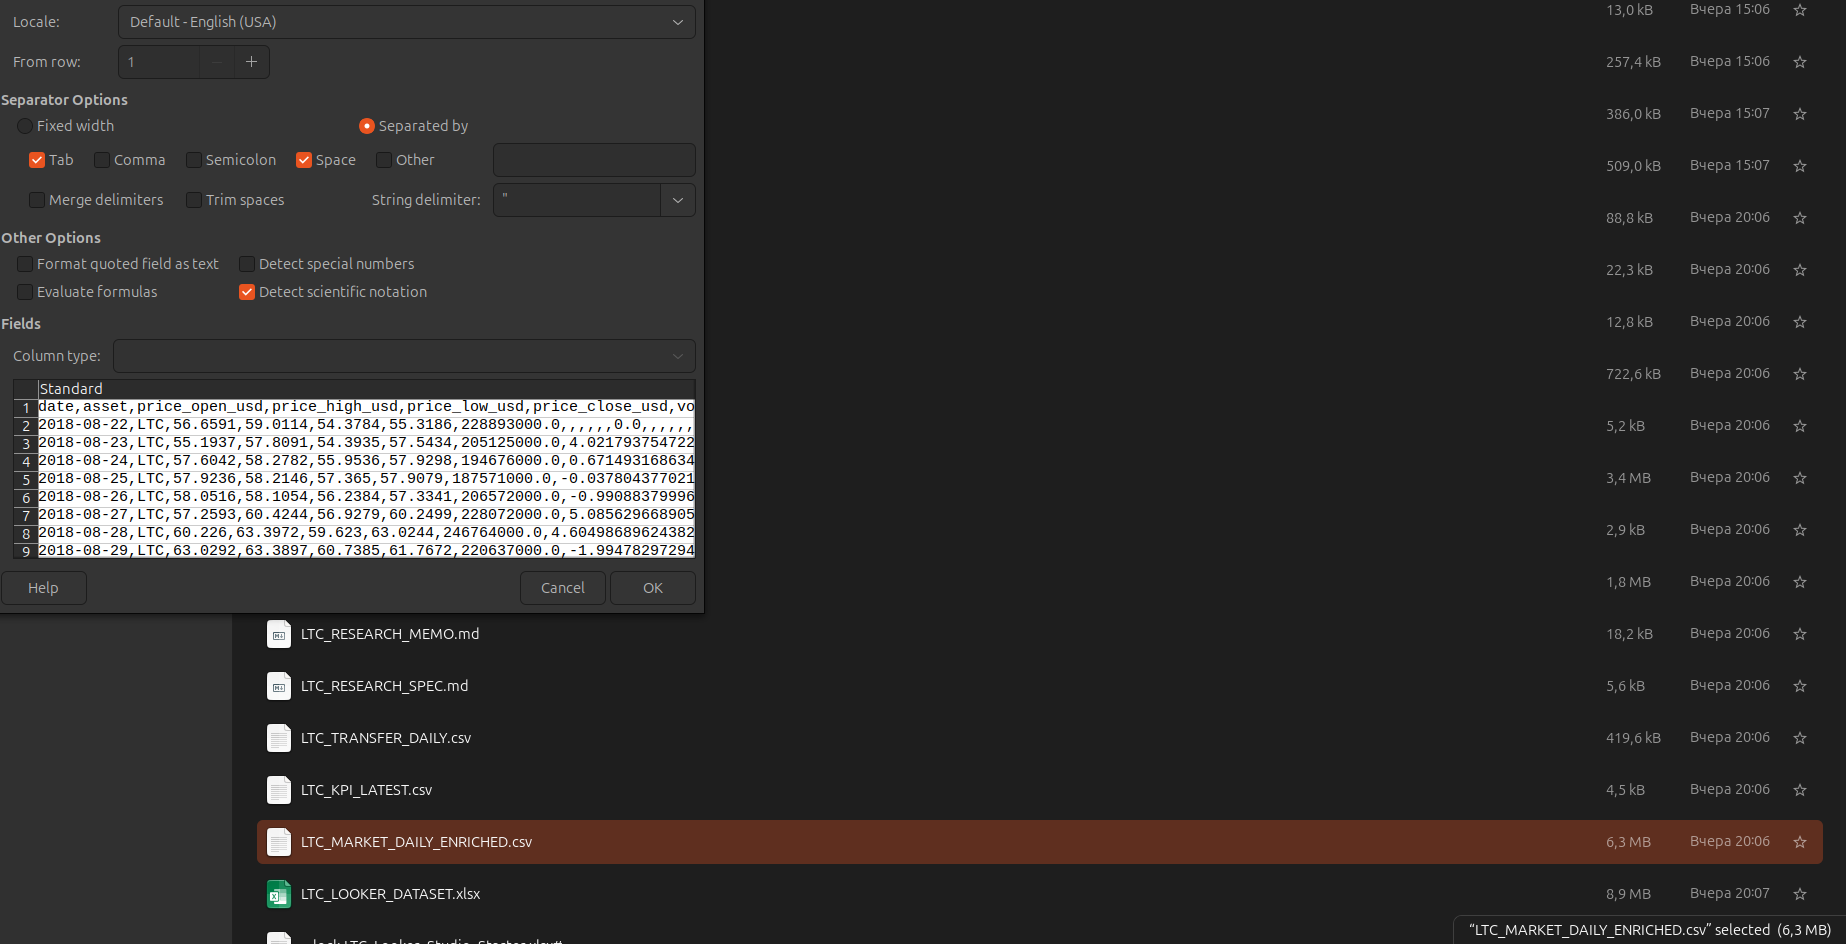 Locale: Default - English (USA)
From row: 1
Separator Options
Fixed width Separated by
Tab Comma Semicolon Space Other
Merge delimiters Trim spaces String delimiter: "
Other Options
Format quoted field as text Detect special numbers
Evaluate formulas Detect scientific notation
Fields
Column type:
Standard
1 date,asset,price_open_usd,price_high_usd,price_low_usd,price_close_usd,vo
2 2018-08-22,LTC,56.6591,59.0114,54.3784,55.3186,228893000.0,,,,,,0.0,,,,,,
3 2018-08-23,LTC,55.1937,57.8091,54.3935,57.5434,205125000.0,4.021793754722
4 2018-08-24,LTC,57.6042,58.2782,55.9536,57.9298,194676000.0,0.671493168634
5 2018-08-25,LTC,57.9236,58.2146,57.365,57.9079,187571000.0,-0.037804377021
6 2018-08-26,LTC,58.0516,58.1054,56.2384,57.3341,206572000.0,-0.99088379996
7 2018-08-27,LTC,57.2593,60.4244,56.9279,60.2499,228072000.0,5.085629668905
8 2018-08-28,LTC,60.226,63.3972,59.623,63.0244,246764000.0,4.60498689624382
9 2018-08-29,LTC,63.0292,63.3897,60.7385,61.7672,220637000.0,-1.99478297294
Help Cancel OK
13,0 kB Вчера 15:06
257,4 kB Вчера 15:06
386,0 kB Вчера 15:07
509,0 kB Вчера 15:07
88,8 kB Вчера 20:06
22,3 kB Вчера 20:06
12,8 kB Вчера 20:06
722,6 kB Вчера 20:06
5,2 kB Вчера 20:06
3,4 MB Вчера 20:06
2,9 kB Вчера 20:06
1,8 MB Вчера 20:06
LTC_RESEARCH_MEMO.md 18,2 kB Вчера 20:06
LTC_RESEARCH_SPEC.md 5,6 kB Вчера 20:06
LTC_TRANSFER_DAILY.csv 419,6 kB Вчера 20:06
LTC_KPI_LATEST.csv 4,5 kB Вчера 20:06
LTC_MARKET_DAILY_ENRICHED.csv 6,3 MB Вчера 20:06
LTC_LOOKER_DATASET.xlsx 8,9 MB Вчера 20:07
"LTC_MARKET_DAILY_ENRICHED.csv" selected (6,3 MB)